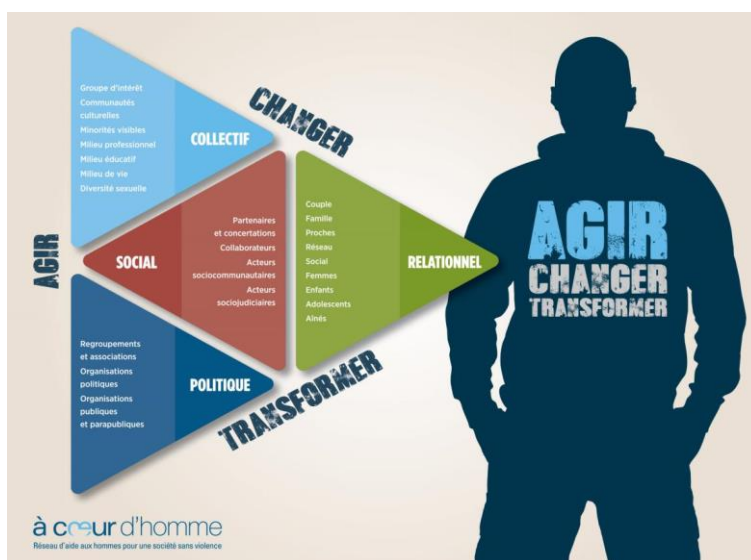 Groupe d'intérêt
Communautés
culturelles
Minorités visibles
Milieu professionnel
Milieu éducatif
Milieu de vie
Diversité sexuelle
COLLECTIF
CHANGER
AGIR
SOCIAL
Partenaires
et concertations
Collaborateurs
Acteurs
sociocommunautaires
Acteurs
sociojudiciaires
Couple
Famille
Proches
Réseau
Social
Femmes
Enfants
Adolescents
Aînés
RELATIONNEL
Regroupements
et associations
Organisations
politiques
Organisations
publiques
et parapubliques
POLITIQUE
TRANSFORMER
AGIR
CHANGER
TRANSFORMER
à cœur d'homme
Réseau d'aide aux hommes pour une société sans violence